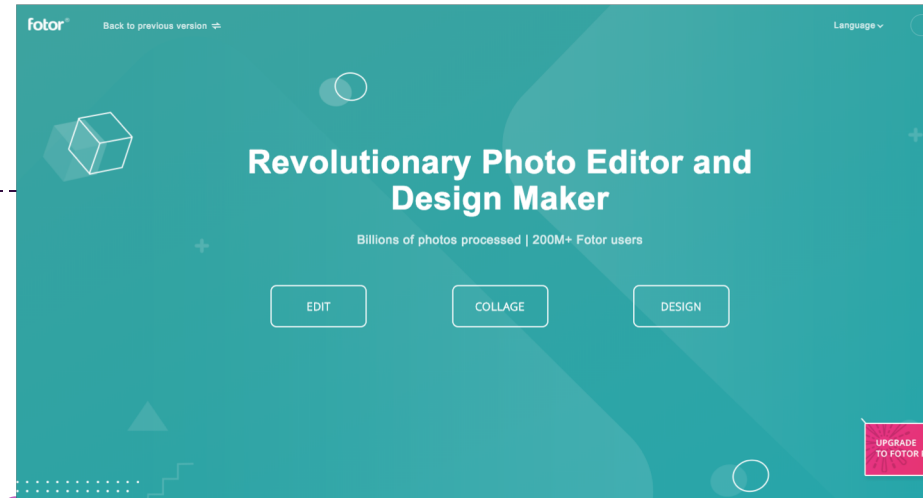 fotor®
Back to previous version
Language
Revolutionary Photo Editor and
Design Maker
Billions of photos processed | 200M+ Fotor users
EDIT
COLLAGE
DESIGN
UPGRADE
TO FOTOR